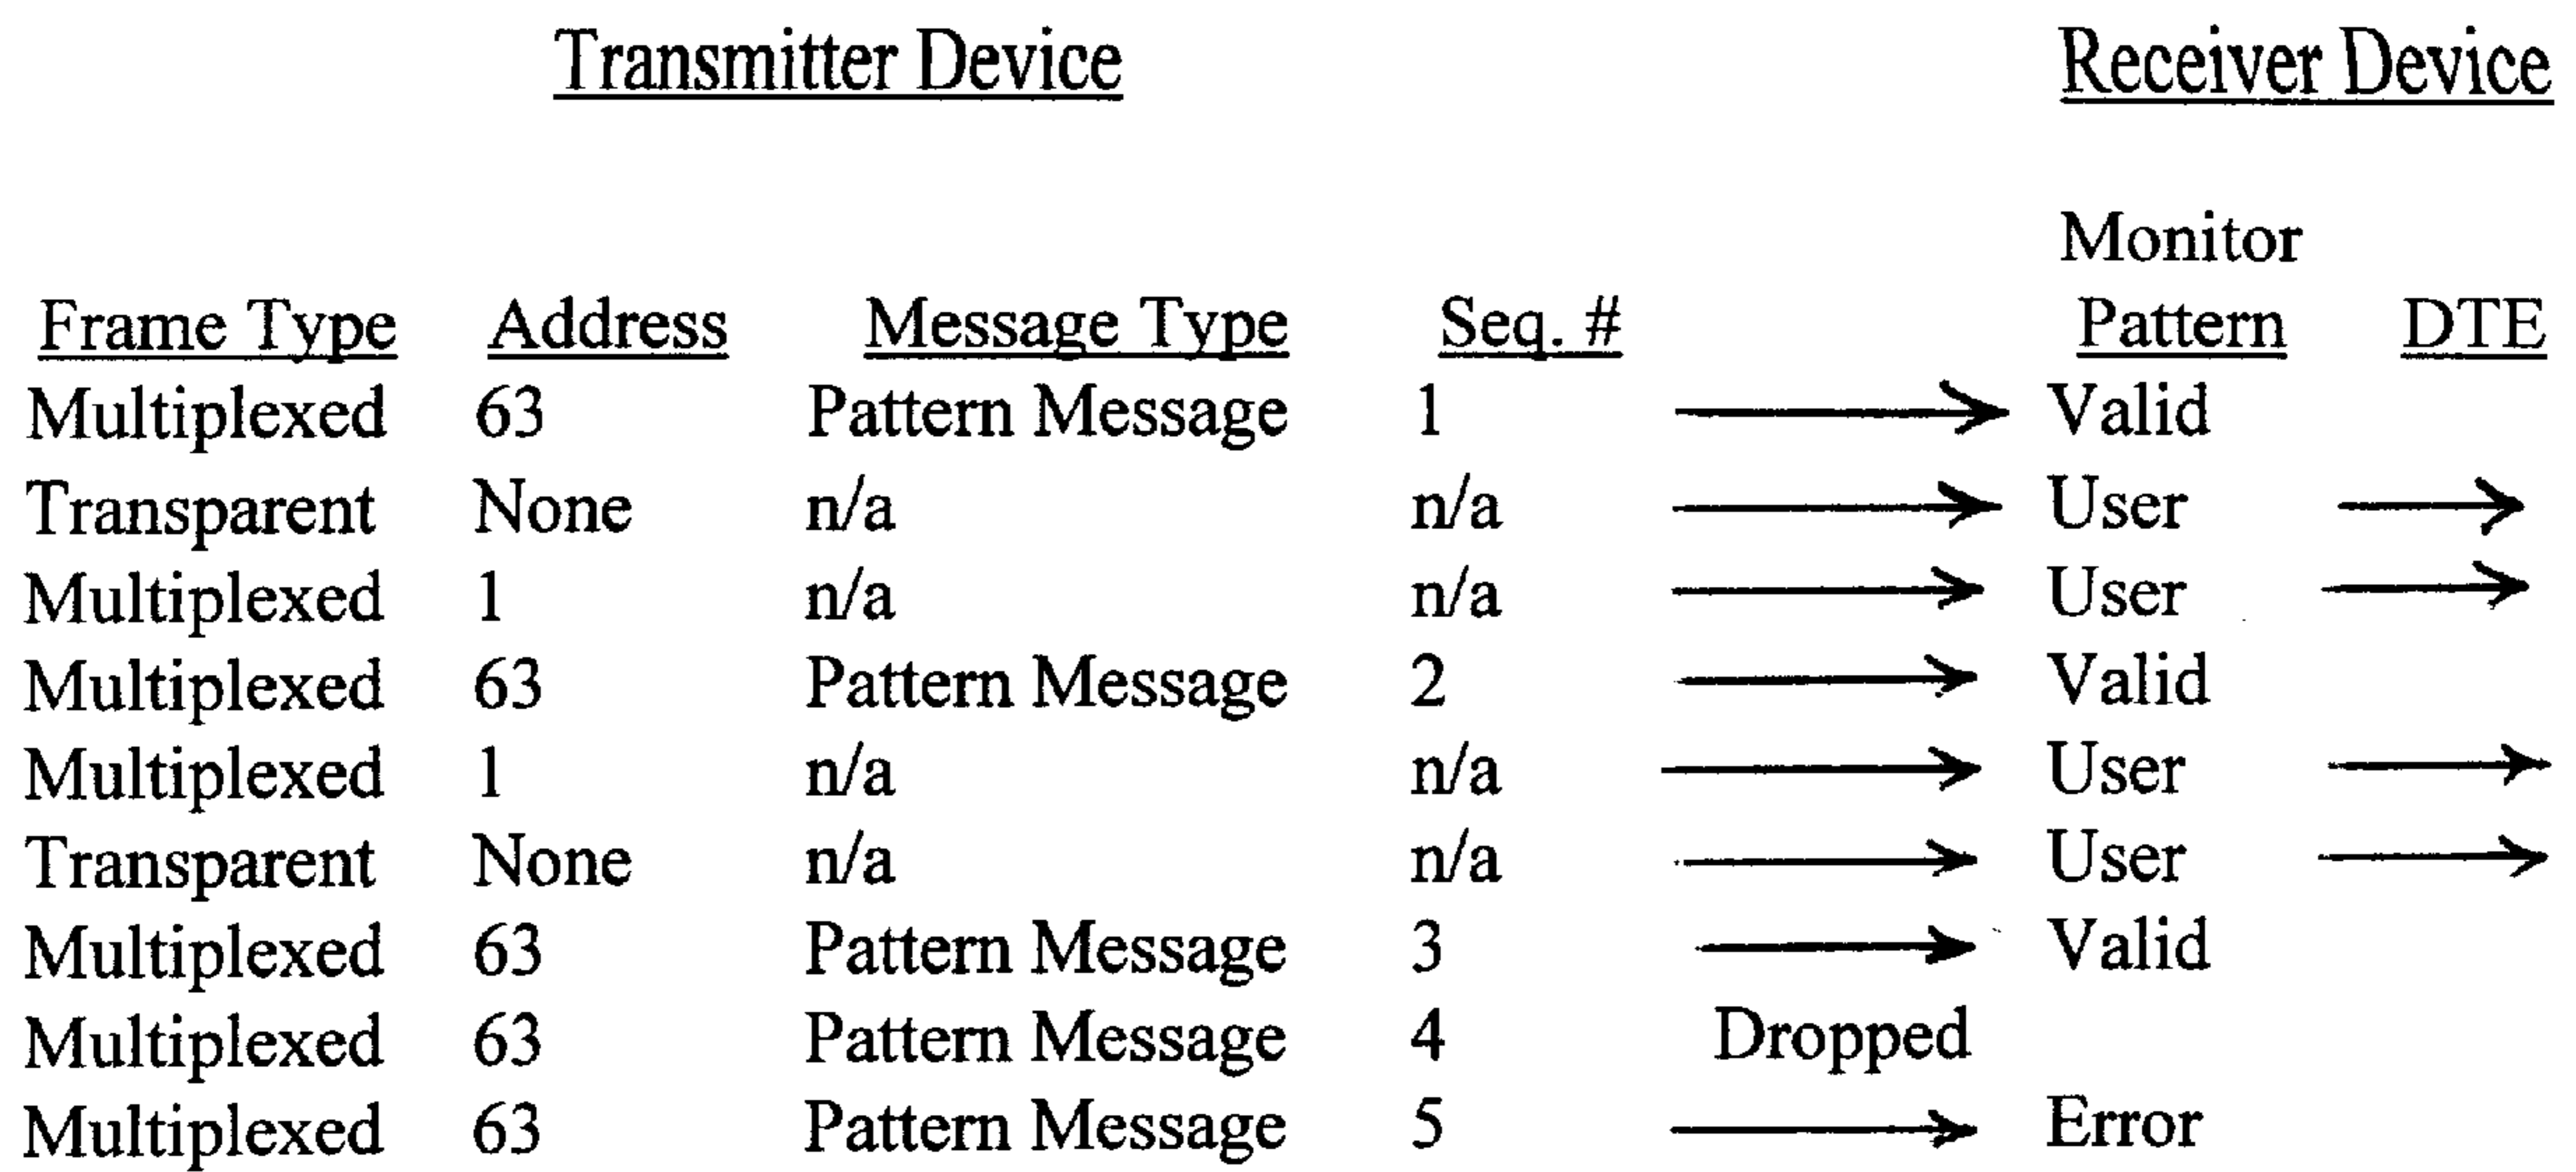 Transmitter Device Receiver Device
Monitor
Frame Type Address Message Type Seq. # Pattern DTE
Multiplexed 63 Pattern Message 1 Valid
Transparent None n/a n/a User
Multiplexed 1 n/a n/a User
Multiplexed 63 Pattern Message 2 Valid
Multiplexed 1 n/a n/a User
Transparent None n/a n/a User
Multiplexed 63 Pattern Message 3 Valid
Multiplexed 63 Pattern Message 4 Dropped
Multiplexed 63 Pattern Message 5 Error